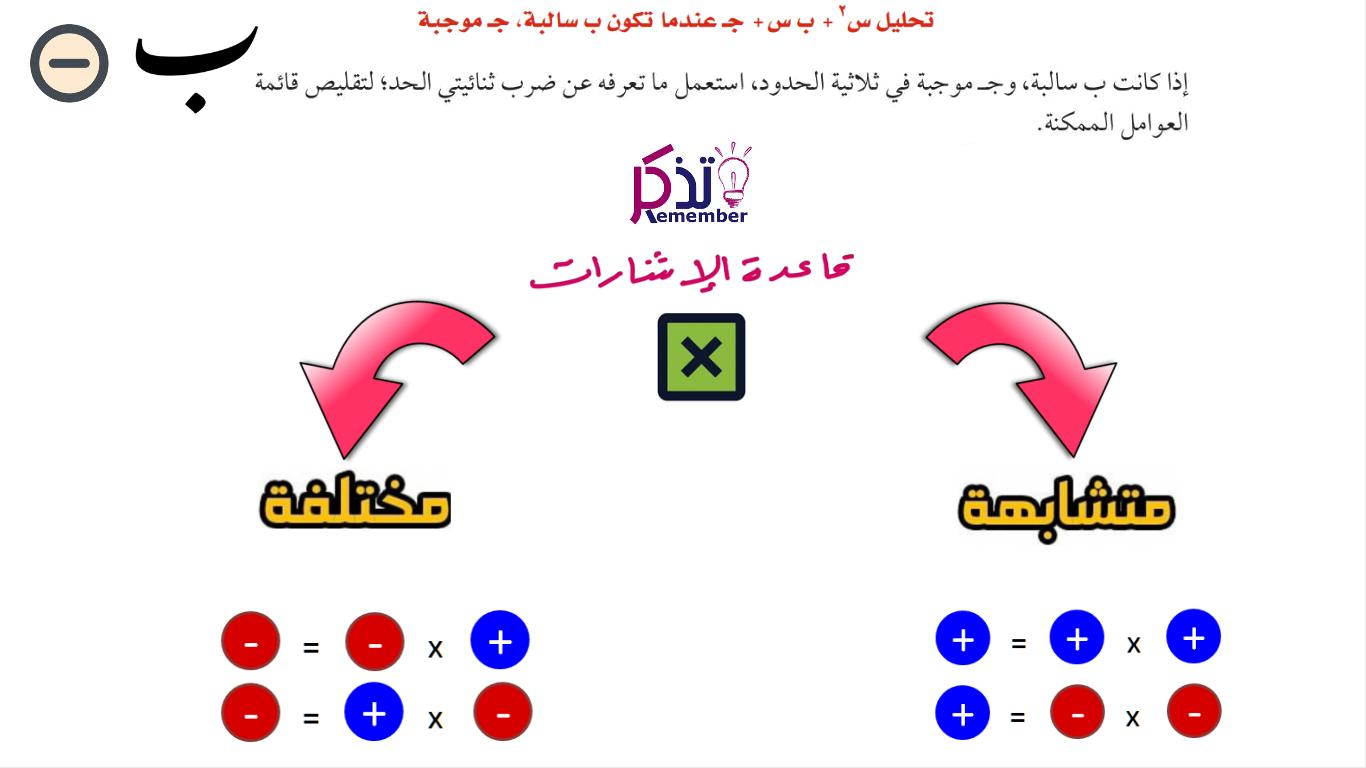 تحليل س٢ + ب س + جـ عندما تكون ب سالبة، جـ موجبة
ب −
إذا كانت ب سالبة، وجـ موجبة في ثلاثية الحدود، استعمل ما تعرفه عن ضرب ثنائيتي الحد؛ لتقليص قائمة
العوامل الممكنة.
تذكر
Remember
قاعدة الإشارات
×
متشابهة
مختلفة
+ x + = +
- x - = +
+ x - = -
- x + = -